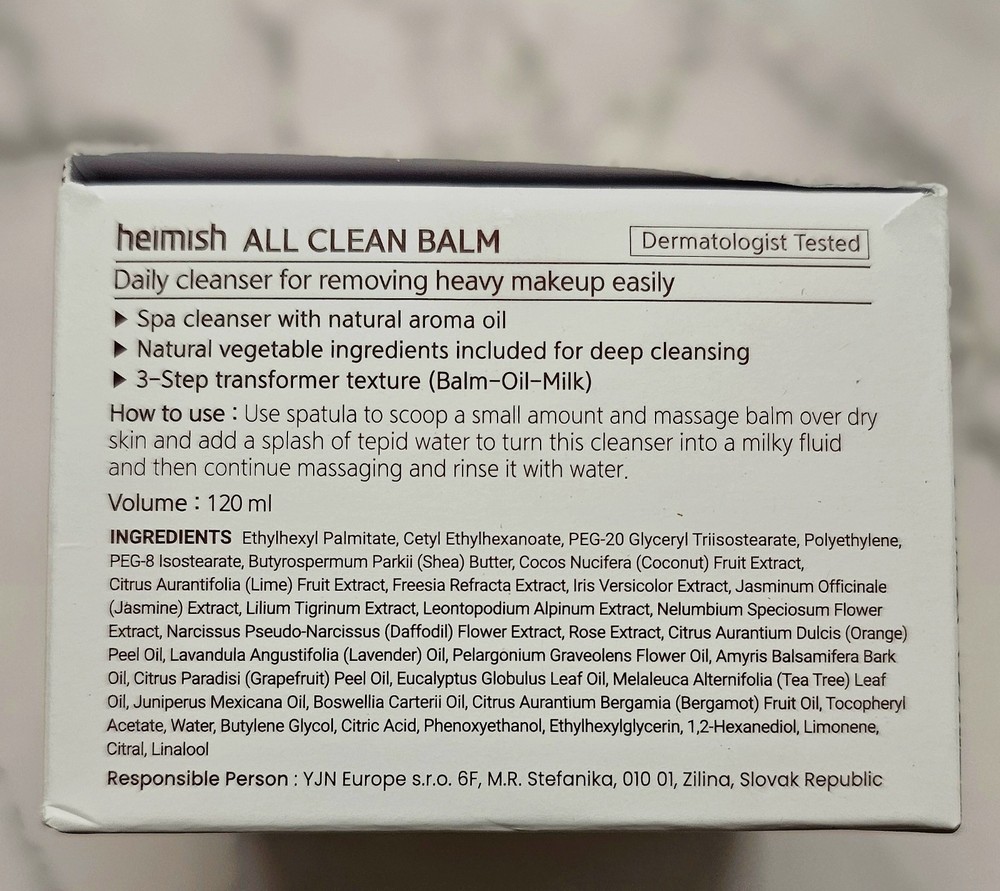 heimish ALL CLEAN BALM Dermatologist Tested
Daily cleanser for removing heavy makeup easily
▶ Spa cleanser with natural aroma oil
▶ Natural vegetable ingredients included for deep cleansing
▶ 3-Step transformer texture (Balm-Oil-Milk)
How to use : Use spatula to scoop a small amount and massage balm over dry
skin and add a splash of tepid water to turn this cleanser into a milky fluid
and then continue massaging and rinse it with water.
Volume : 120 ml
INGREDIENTS Ethylhexyl Palmitate, Cetyl Ethylhexanoate, PEG-20 Glyceryl Triisostearate, Polyethylene,
PEG-8 Isostearate, Butyrospermum Parkii (Shea) Butter, Cocos Nucifera (Coconut) Fruit Extract,
Citrus Aurantifolia (Lime) Fruit Extract, Freesia Refracta Extract, Iris Versicolor Extract, Jasminum Officinale
(Jasmine) Extract, Lilium Tigrinum Extract, Leontopodium Alpinum Extract, Nelumbium Speciosum Flower
Extract, Narcissus Pseudo-Narcissus (Daffodil) Flower Extract, Rose Extract, Citrus Aurantium Dulcis (Orange)
Peel Oil, Lavandula Angustifolia (Lavender) Oil, Pelargonium Graveolens Flower Oil, Amyris Balsamifera Bark
Oil, Citrus Paradisi (Grapefruit) Peel Oil, Eucalyptus Globulus Leaf Oil, Melaleuca Alternifolia (Tea Tree) Leaf
Oil, Juniperus Mexicana Oil, Boswellia Carterii Oil, Citrus Aurantium Bergamia (Bergamot) Fruit Oil, Tocopheryl
Acetate, Water, Butylene Glycol, Citric Acid, Phenoxyethanol, Ethylhexylglycerin, 1,2-Hexanediol, Limonene,
Citral, Linalool
Responsible Person : YJN Europe s.r.o. 6F, M.R. Stefanika, 010 01, Zilina, Slovak Republic